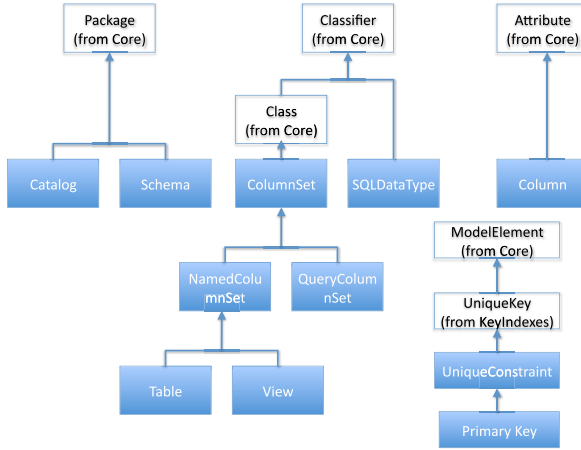 Package
(from Core)
Classifier
(from Core)
Attribute
(from Core)
Class
(from Core)
Catalog
Schema
ColumnSet
SQLDataType
Column
ModelElement
(from Core)
NamedColu
mnSet
QueryColum
nSet
UniqueKey
(from KeyIndexes)
Table
View
UniqueConstraint
Primary Key